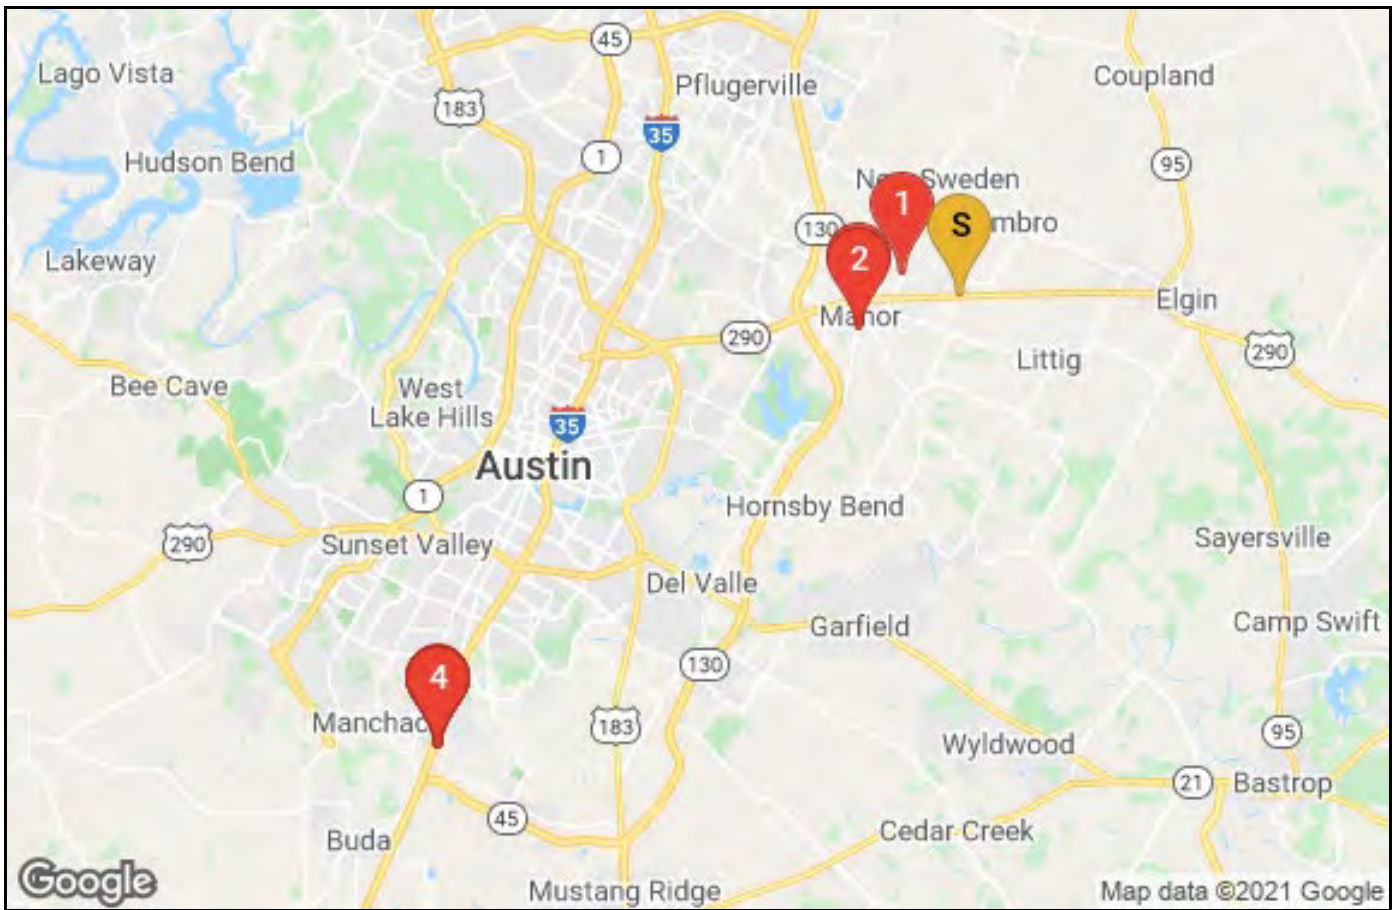 45
Lago Vista
Pflugerville
Coupland
183
35
1
Hudson Bend
95
Sweden
1
130
S
mbro
Lakeway
2
Elgin
Manor
290
290
Littig
Bee Cave
West
Lake Hills
35
Austin
1
Hornsby Bend
290
Sunset Valley
Sayersville
Del Valle
Garfield
Camp Swift
130
4
Manchac
183
Wyldwood
95
21
Bastrop
45
Buda
Cedar Creek
Google
Mustang Ridge
Map data ©2021 Google